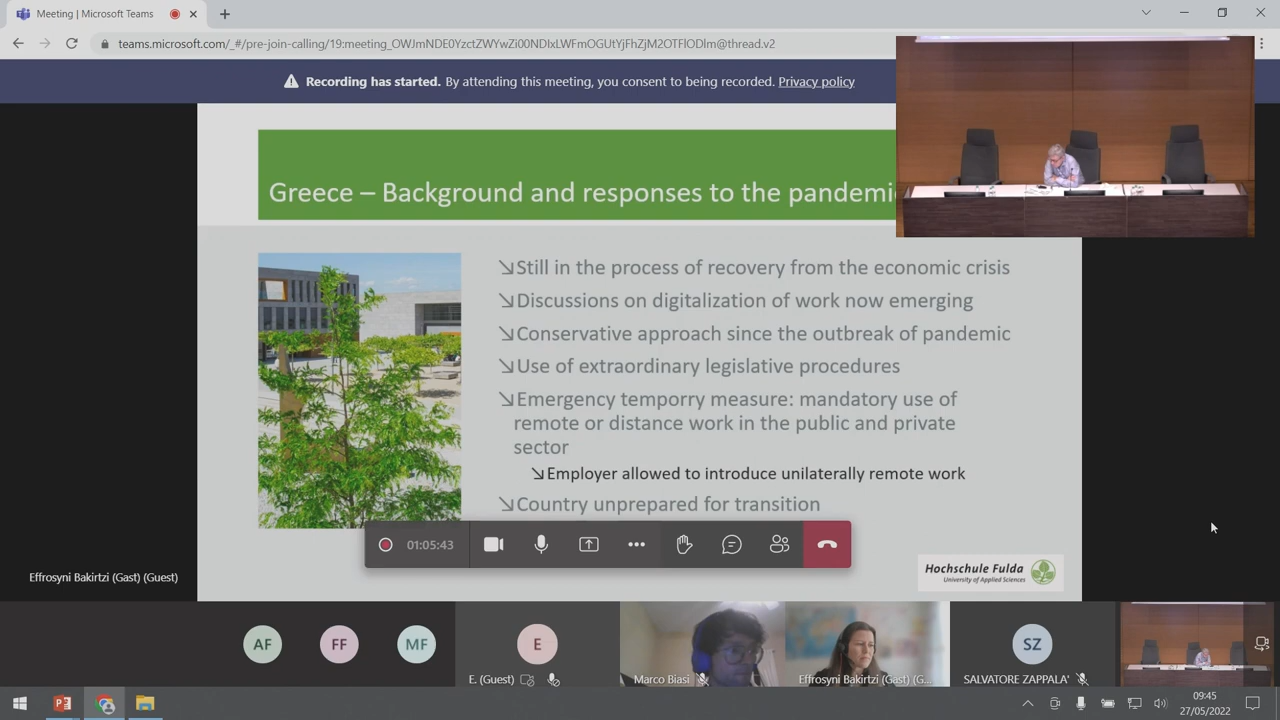 Meeting | Microsoft Teams
teams.microsoft.com/_#/pre-join-calling/19:meeting_OWJmNDE0YzctZWYwZi00NDIxLWFmOGUtYjFhZjM2OTFlODlm@thread.v2
Recording has started. By attending this meeting, you consent to being recorded. Privacy policy
Greece – Background and responses to the pandemic
↘Still in the process of recovery from the economic crisis
↘Discussions on digitalization of work now emerging
↘Conservative approach since the outbreak of pandemic
↘Use of extraordinary legislative procedures
↘Emergency temporry measure: mandatory use of
remote or distance work in the public and private
sector
↘Employer allowed to introduce unilaterally remote work
↘Country unprepared for transition
01:05:43
Hochschule Fulda
University of Applied Sciences
Effrosyni Bakirtzi (Gast) (Guest)
AF
FF
MF
E
SZ
E. (Guest)
Marco Biasi
Effrosyni Bakirtzi (Gast) (G...
SALVATORE ZAPPALA'
09:45
27/05/2022